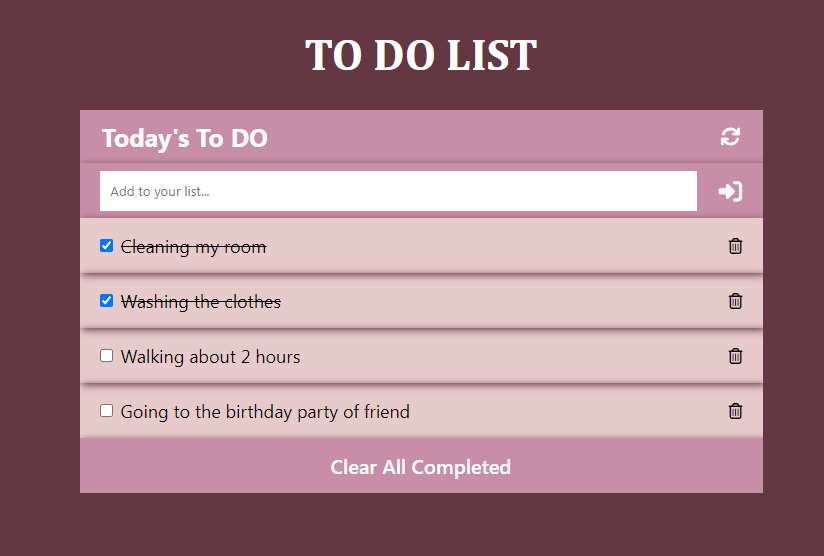 TO DO LIST
Today's To DO
Add to your list...
Cleaning my room
Washing the clothes
Walking about 2 hours
Going to the birthday party of friend
Clear All Completed